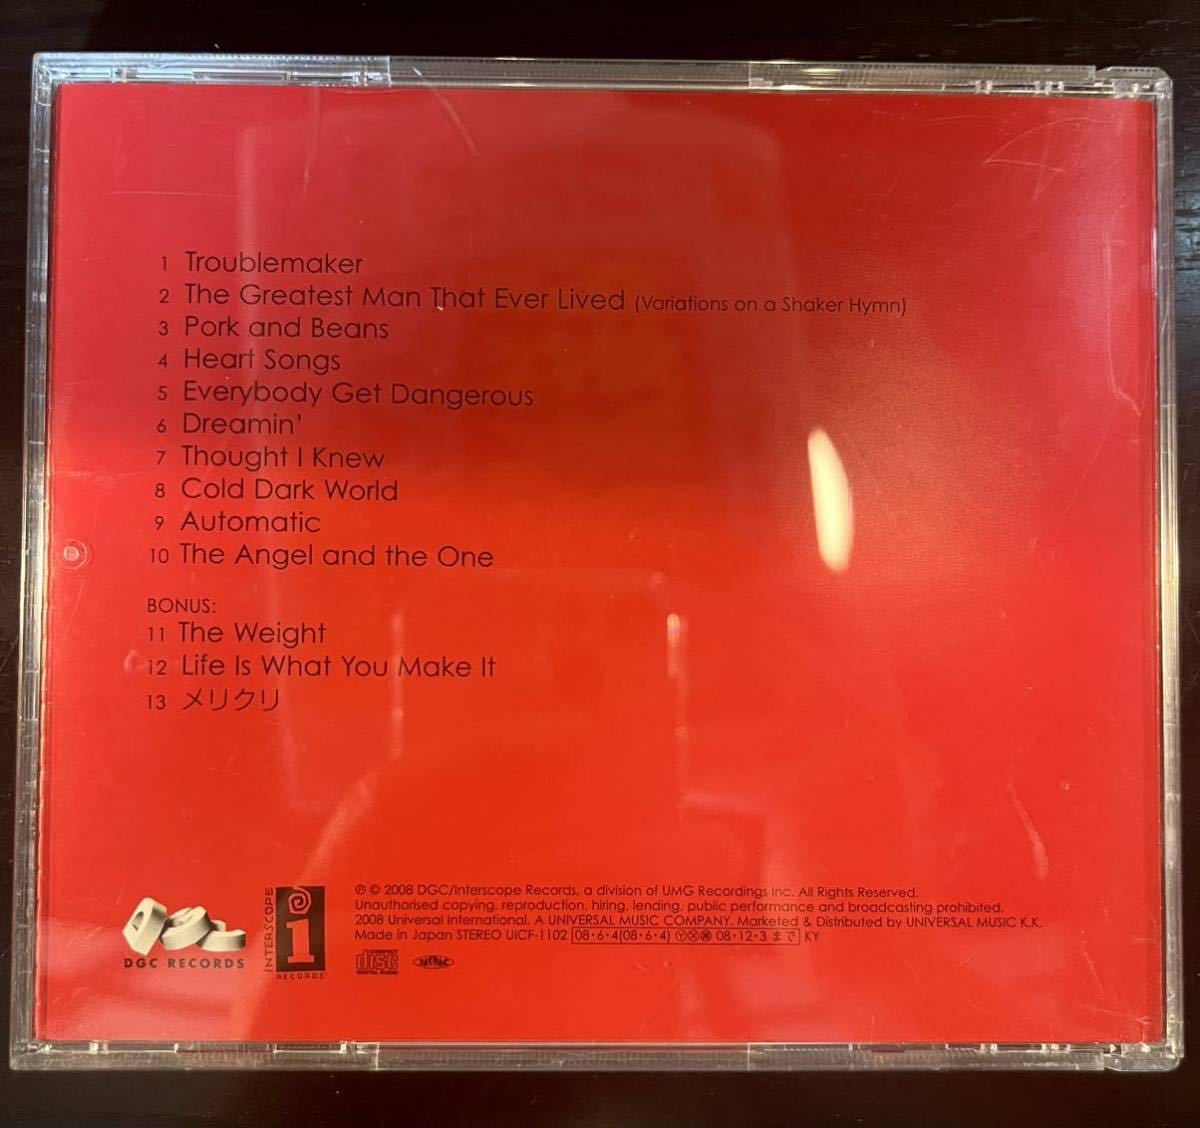 1 Troublemaker
2 The Greatest Man That Ever Lived (Variations on a Shaker Hymn)
3 Pork and Beans
4 Heart Songs
5 Everybody Get Dangerous
6 Dreamin'
7 Thought I Knew
8 Cold Dark World
9 Automatic
10 The Angel and the One
BONUS:
11 The Weight
12 Life Is What You Make It
13 メリクリ
DGC RECORDS
INTERSCOPE
RECORDS
℗ © 2008 DGC/Interscope Records, a division of UMG Recordings Inc. All Rights Reserved.
Unauthorised copying, reproduction, hiring, lending, public performance and broadcasting prohibited.
2008 Universal International, A UNIVERSAL MUSIC COMPANY. Marketed & Distributed by UNIVERSAL MUSIC K.K.
Made in Japan STEREO UICF-1102 08・6・4(08・6・4) 08・12・3 まで KY
COMPACT disc DIGITAL AUDIO JASRAC